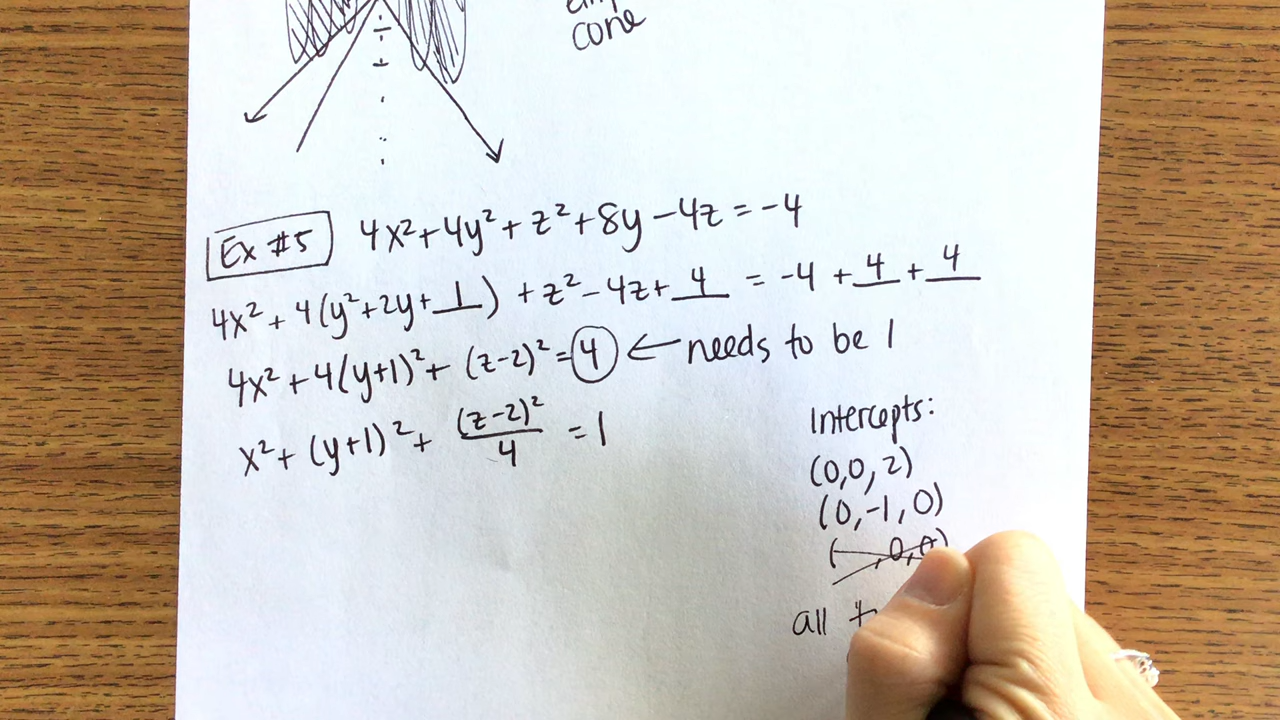 cone
Ex #5 4x²+4y²+z²+8y-4z=-4
4x²+4(y²+2y+1)+z²-4z+4=-4+4+4
4x²+4(y+1)²+(z-2)²=4 ← needs to be 1
x²+(y+1)²+(z-2)²/4=1
Intercepts:
(0,0,2)
(0,-1,0)
( ,0,0)
all +